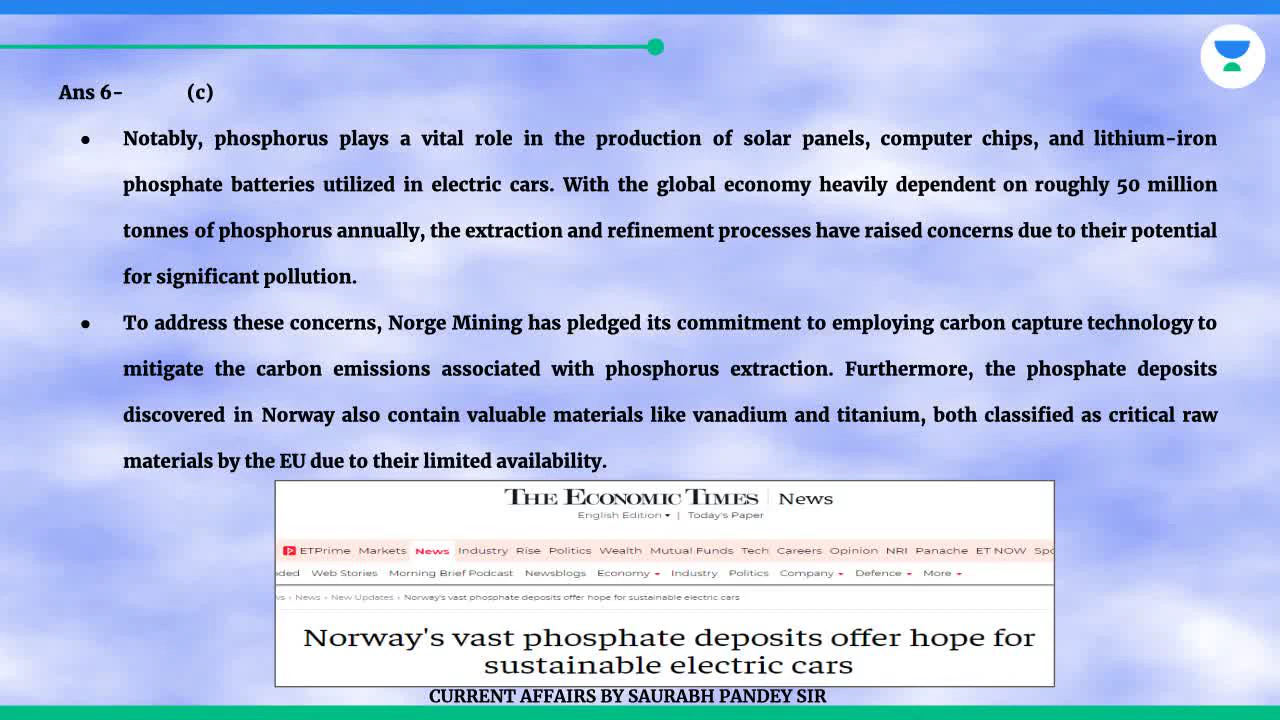 Ans 6- (c)
● Notably, phosphorus plays a vital role in the production of solar panels, computer chips, and lithium-iron
phosphate batteries utilized in electric cars. With the global economy heavily dependent on roughly 50 million
tonnes of phosphorus annually, the extraction and refinement processes have raised concerns due to their potential
for significant pollution.
● To address these concerns, Norge Mining has pledged its commitment to employing carbon capture technology to
mitigate the carbon emissions associated with phosphorus extraction. Furthermore, the phosphate deposits
discovered in Norway also contain valuable materials like vanadium and titanium, both classified as critical raw
materials by the EU due to their limited availability.
THE ECONOMIC TIMES | News
English Edition ▾ | Today's Paper
ETPrime Markets News Industry Rise Politics Wealth Mutual Funds Tech Careers Opinion NRI Panache ET NOW Spo
ded Web Stories Morning Brief Podcast Newsblogs Economy ▾ Industry Politics Company ▾ Defence ▾ More ▾
vs › News › New Updates › Norway's vast phosphate deposits offer hope for sustainable electric cars
Norway's vast phosphate deposits offer hope for
sustainable electric cars
CURRENT AFFAIRS BY SAURABH PANDEY SIR